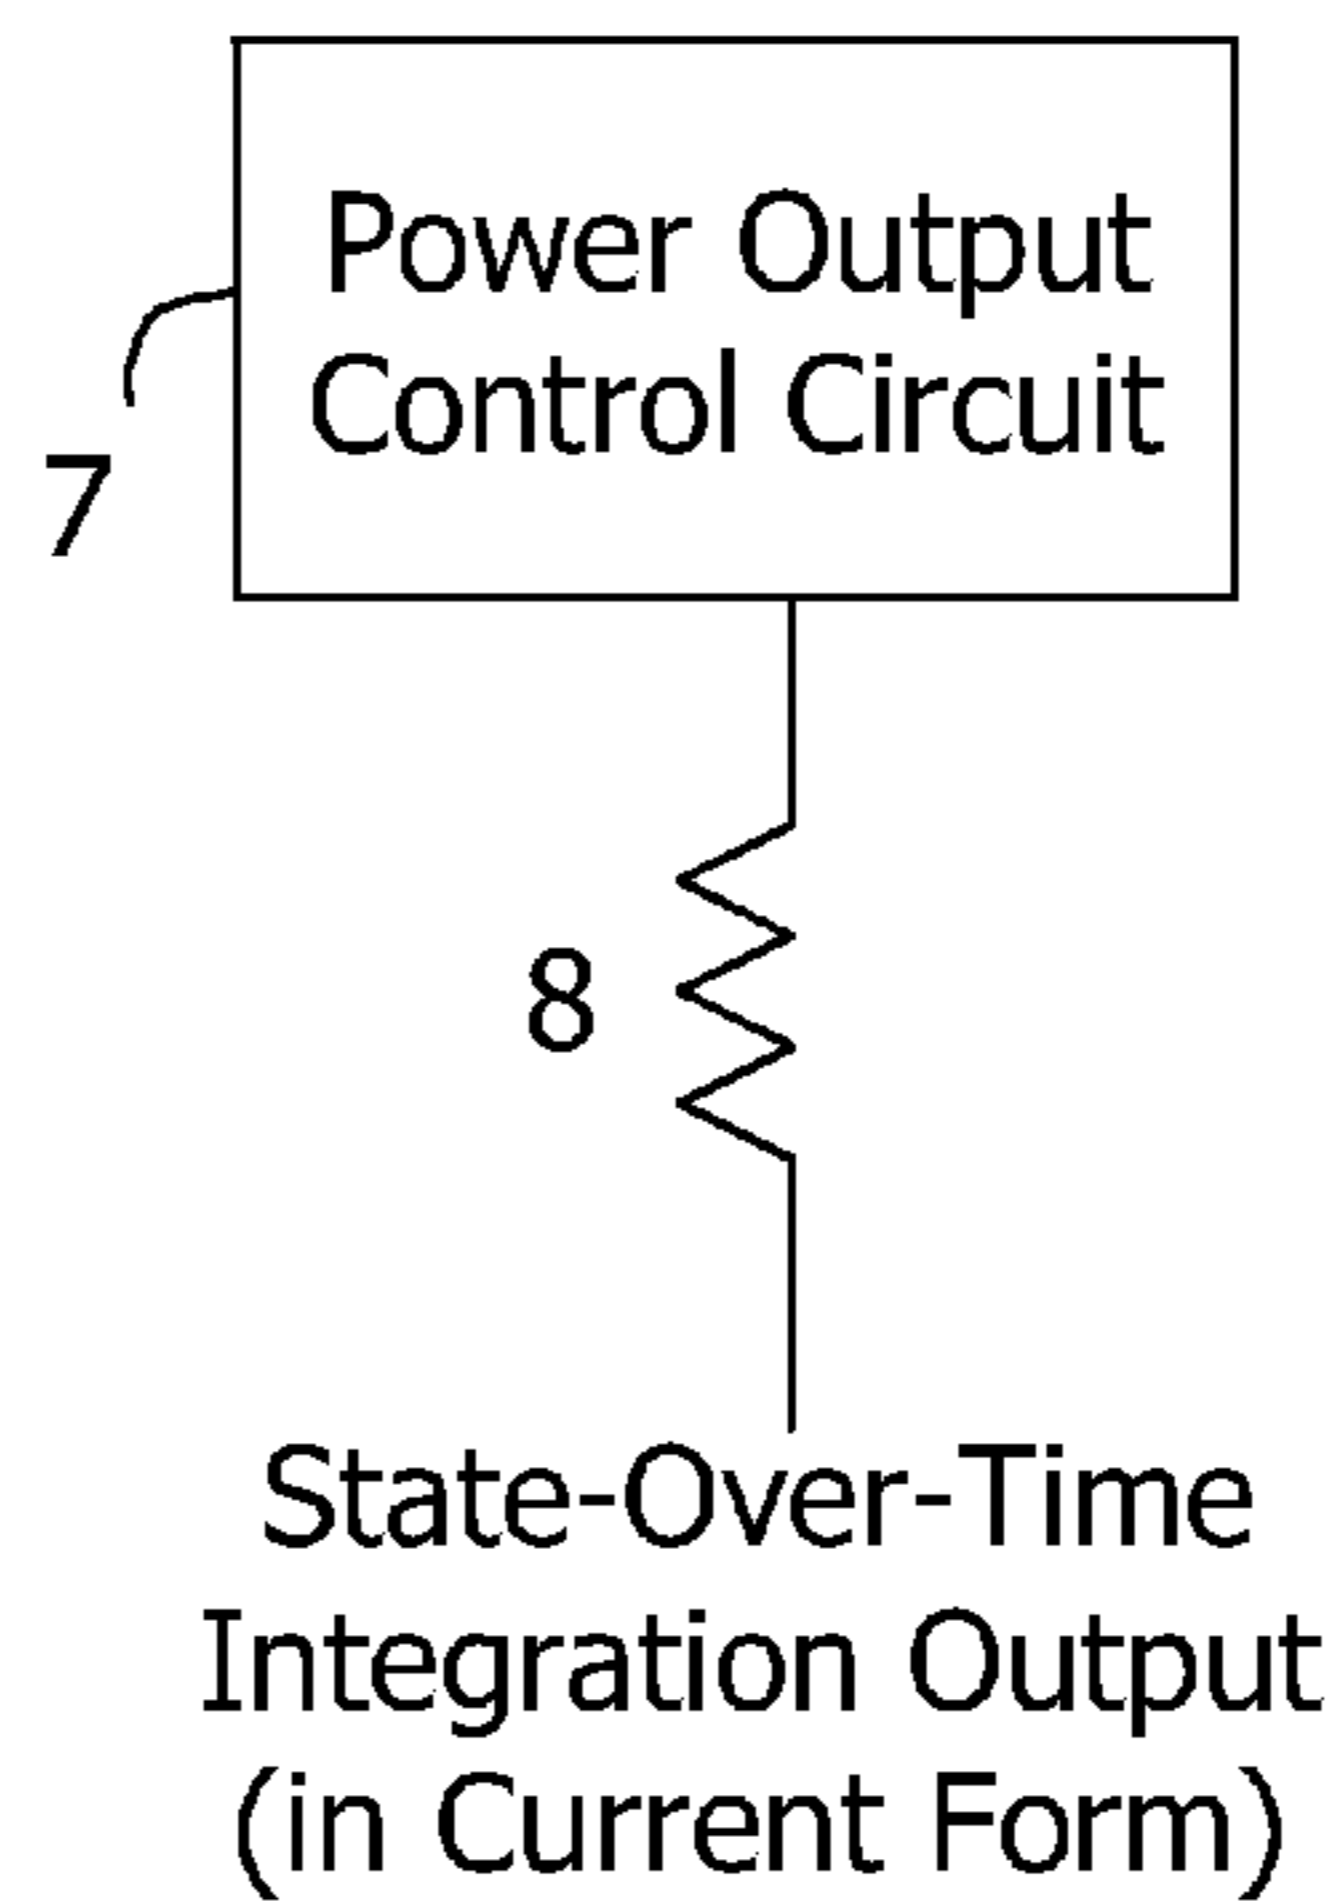 Power Output
Control Circuit
7
8
State-Over-Time
Integration Output
(in Current Form)